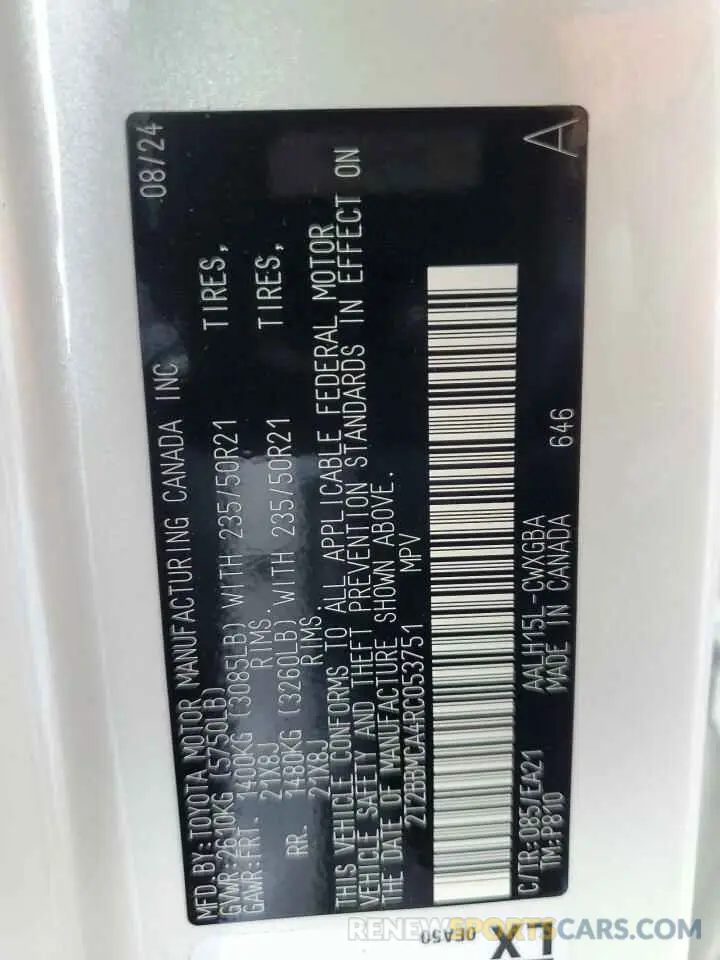 MFD.BY:TOYOTA MOTOR MANUFACTURING CANADA INC 08/24
GVWR:2610KG (5750LB)
GAWR:FRT. 1400KG (3085LB) WITH 235/50R21 TIRES,
21X8J RIMS.
RR. 1480KG (3260LB) WITH 235/50R21 TIRES,
21X8J RIMS.
THIS VEHICLE CONFORMS TO ALL APPLICABLE FEDERAL MOTOR
VEHICLE SAFETY AND THEFT PREVENTION STANDARDS IN EFFECT ON
THE DATE OF MANUFACTURE SHOWN ABOVE.
2T2BBMCA4RC053751 MPV
C/TR:085/EA21 AALH15L-CWXGBA 646
TM:P810 MADE IN CANADA
A
LX
0EA50
RENEWSPORTSCARS.COM